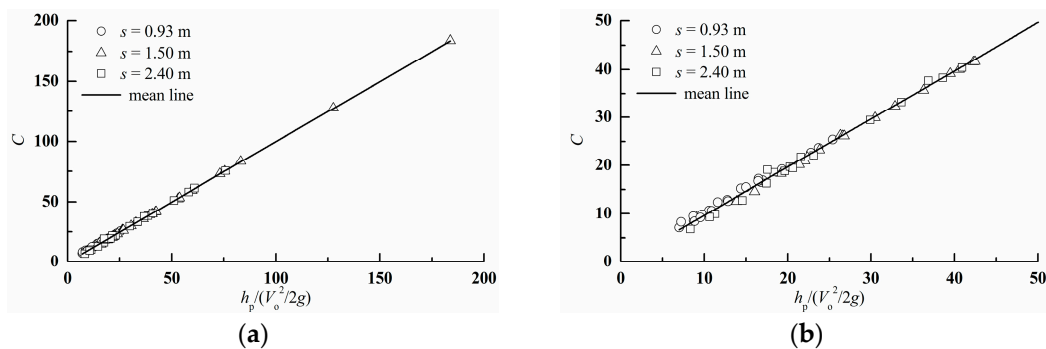 200
150
100
50
0
C
○ s = 0.93 m
△ s = 1.50 m
□ s = 2.40 m
mean line
0 50 100 150 200
hₚ/(Vₒ²/2g)
(a)
50
40
30
20
10
0
C
○ s = 0.93 m
△ s = 1.50 m
□ s = 2.40 m
mean line
0 10 20 30 40 50
hₚ/(Vₒ²/2g)
(b)